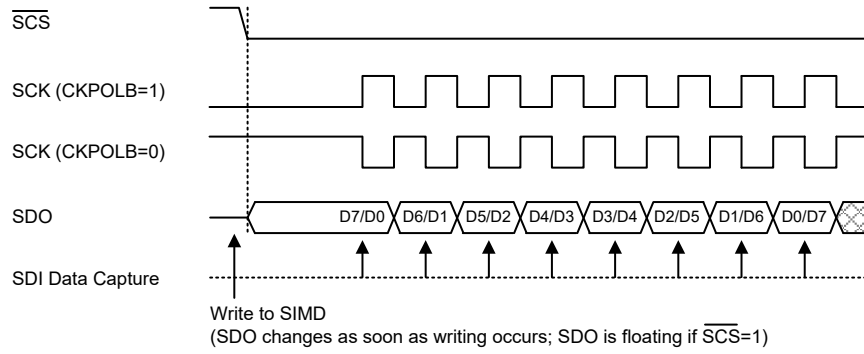 SCS
SCK (CKPOLB=1)
SCK (CKPOLB=0)
SDO
D7/D0 D6/D1 D5/D2 D4/D3 D3/D4 D2/D5 D1/D6 D0/D7
SDI Data Capture
Write to SIMD
(SDO changes as soon as writing occurs; SDO is floating if SCS=1)